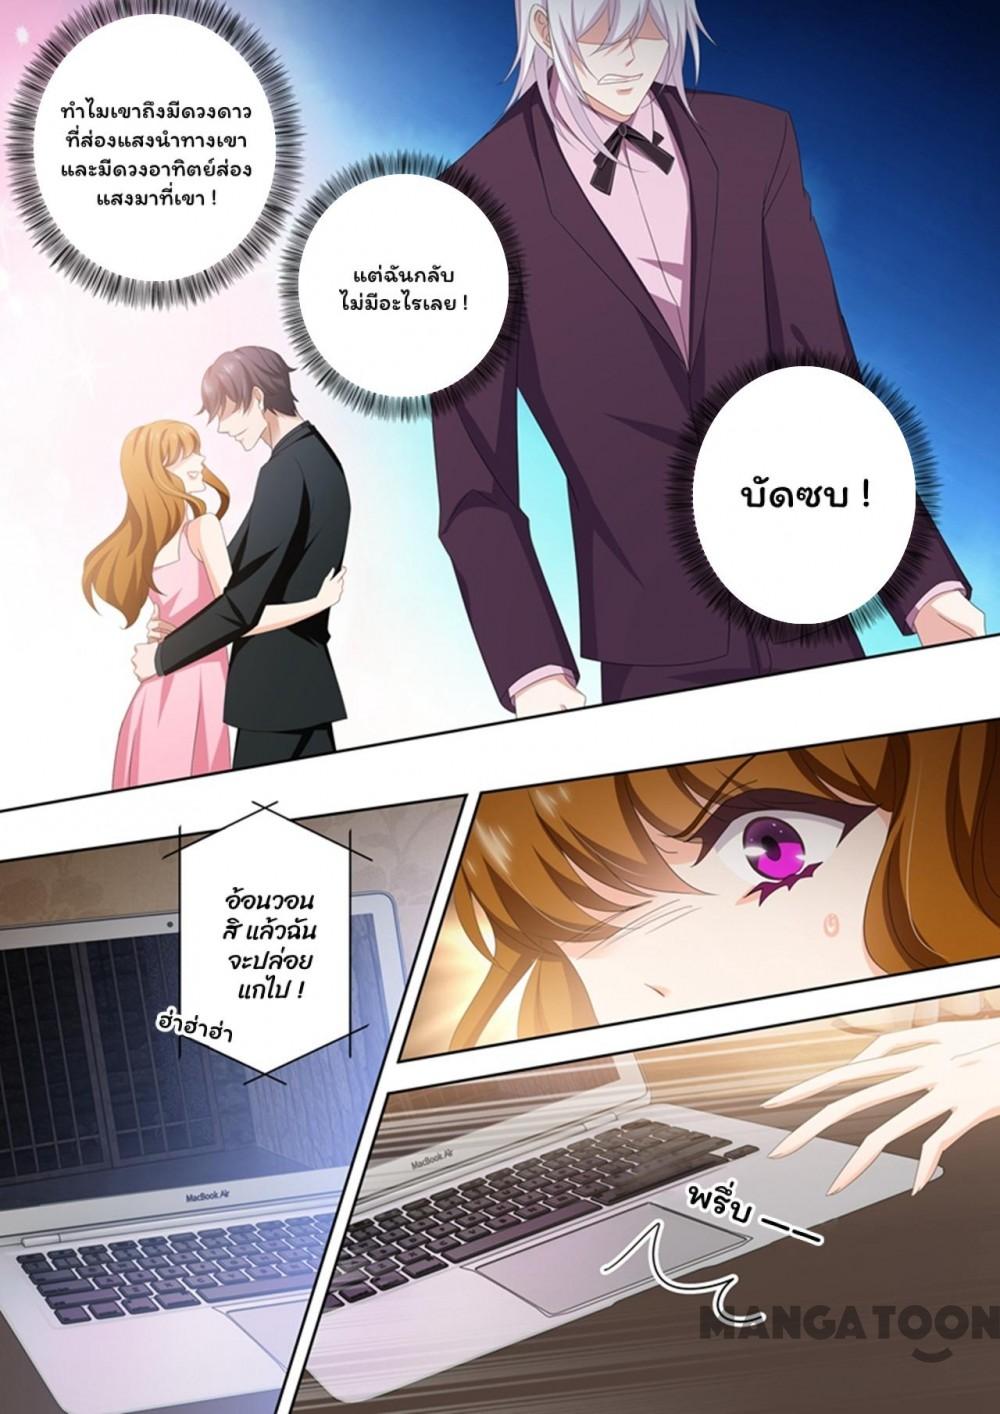 ทำไมเขาถึงมีดวงดาว
ที่ส่องแสงนำทางเขา
และมีดวงอาทิตย์ส่อง
แสงมาที่เขา !
แต่ฉันกลับ
ไม่มีอะไรเลย !
บัดซบ !
อ้อนวอน
สิ แล้วฉัน
จะปล่อย
แกไป !
ฮ่าฮ่าฮ่า
MacBook Air
MacBook Air
พรึ่บ ——
MANGATOON